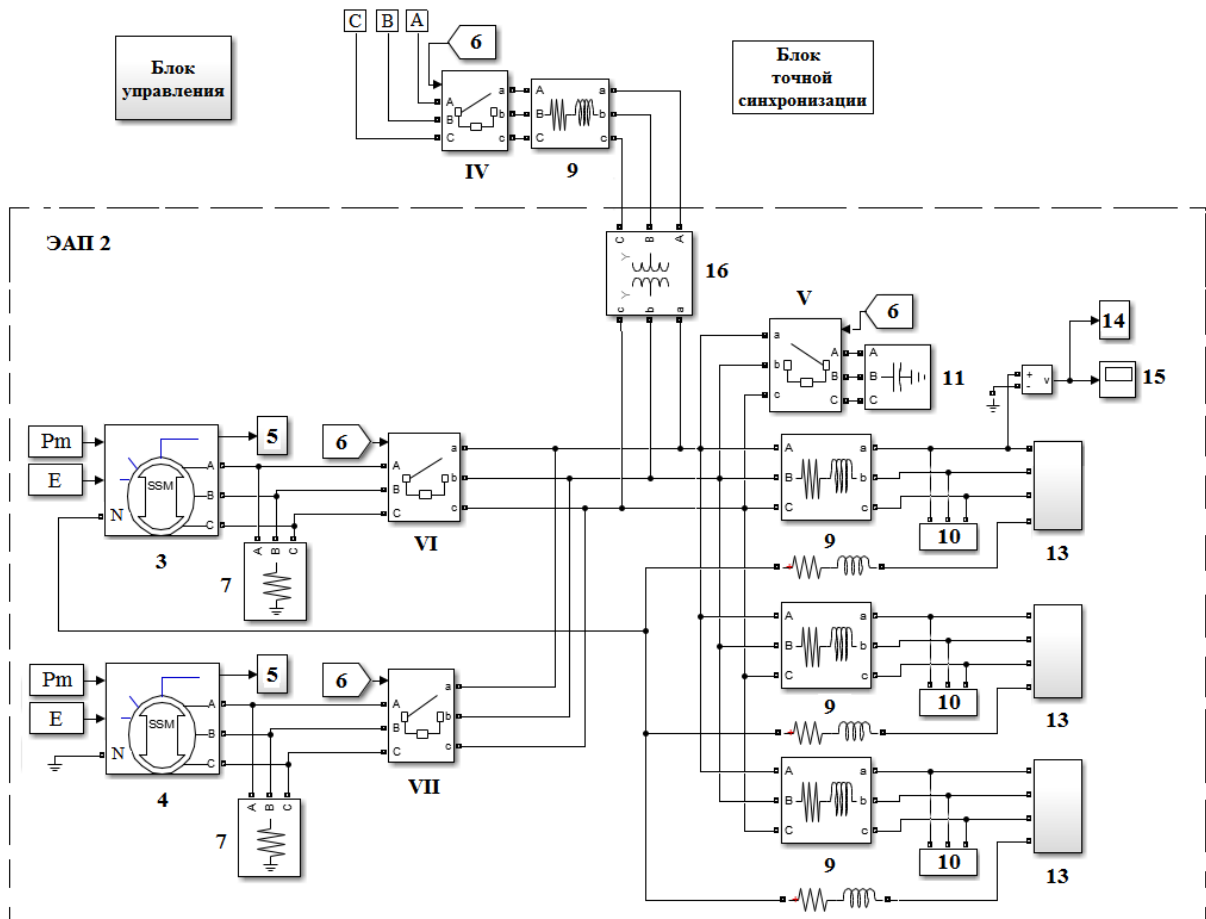 C B A
6
Блок
управления
Блок
точной
синхронизации
A a A a
B b B b
C c C c
IV 9
ЭАП 2
C B A
16
c b a
V
6
a A A
b B B
c C C
11
14
+
- v
15
Pm
E
N
SSM
A
B
C
5
3
6
A a
B b
C c
VI
A B C
7
A a
B b
C c
9
10
13
Pm
E
N
SSM
A
B
C
5
4
6
A a
B b
C c
VII
A B C
7
A a
B b
C c
9
10
13
A a
B b
C c
9
10
13